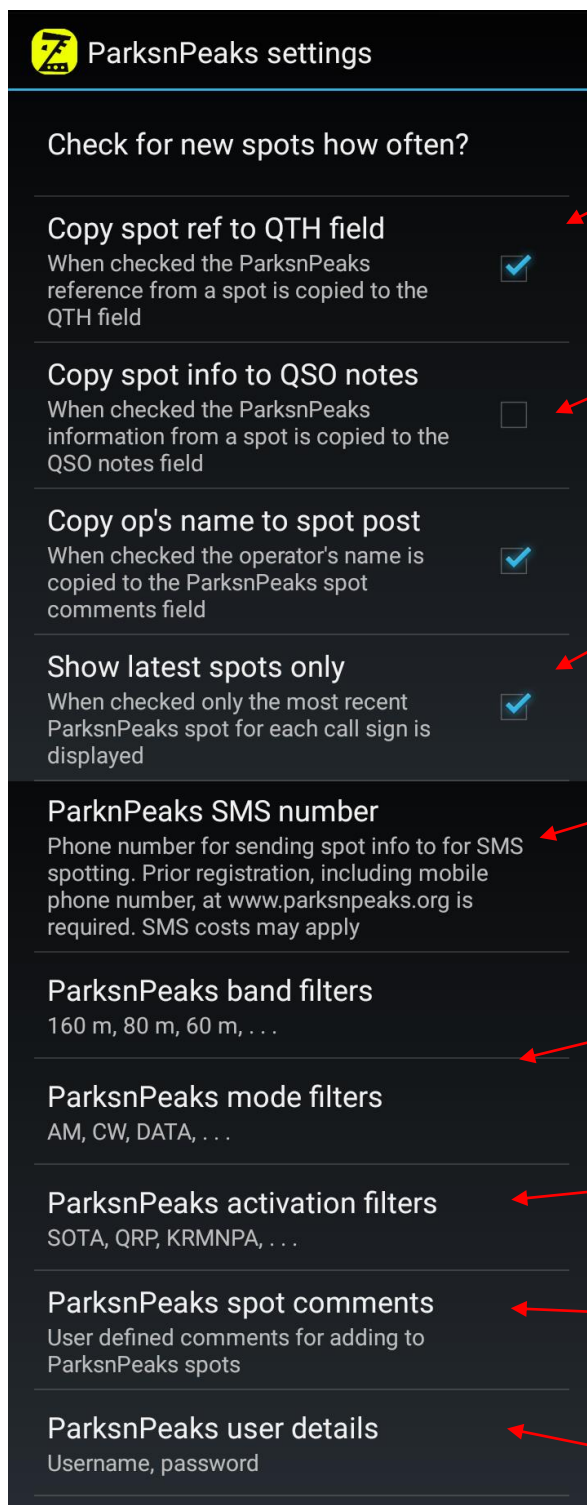 ParksnPeaks settings
Check for new spots how often?
Copy spot ref to QTH field
When checked the ParksnPeaks
reference from a spot is copied to the
QTH field
Copy spot info to QSO notes
When checked the ParksnPeaks
information from a spot is copied to the
QSO notes field
Copy op's name to spot post
When checked the operator's name is
copied to the ParksnPeaks spot
comments field
Show latest spots only
When checked only the most recent
ParksnPeaks spot for each call sign is
displayed
ParknPeaks SMS number
Phone number for sending spot info to for SMS
spotting. Prior registration, including mobile
phone number, at www.parksnpeaks.org is
required. SMS costs may apply
ParksnPeaks band filters
160 m, 80 m, 60 m, . . .
ParksnPeaks mode filters
AM, CW, DATA, . . .
ParksnPeaks activation filters
SOTA, QRP, KRMNPA, . . .
ParksnPeaks spot comments
User defined comments for adding to
ParksnPeaks spots
ParksnPeaks user details
Username, password